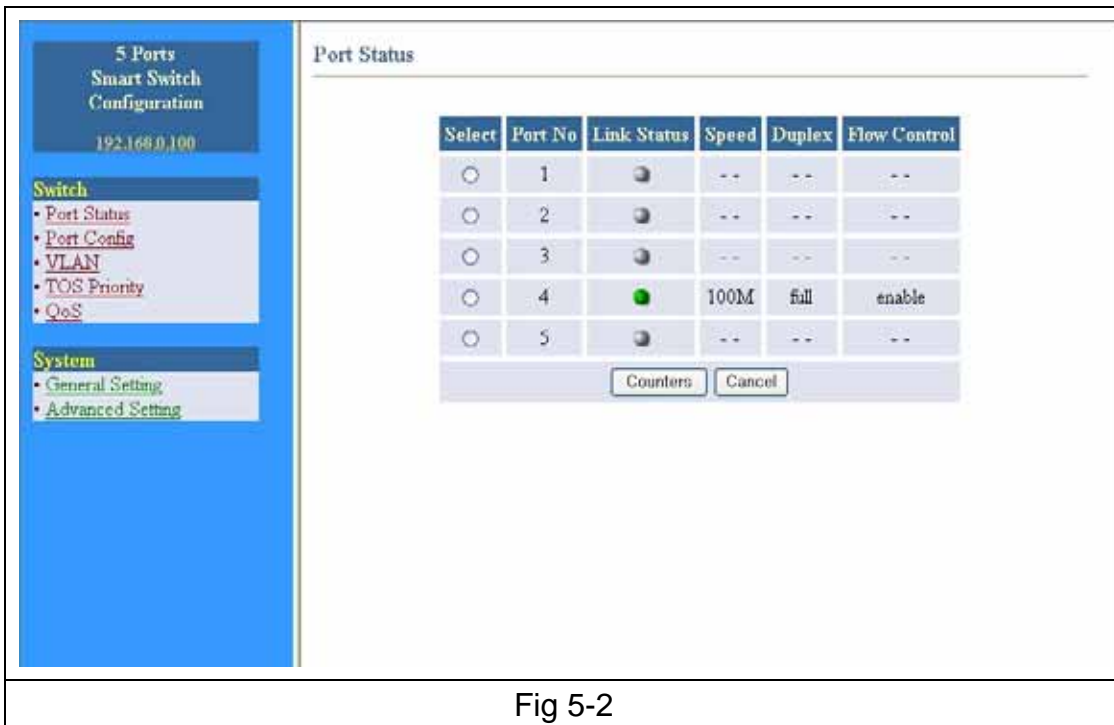 5 Ports
Smart Switch
Configuration
192.168.0.100
Switch
• Port Status
• Port Config
• VLAN
• TOS Priority
• QoS
System
• General Setting
• Advanced Setting
Port Status
Select Port No Link Status Speed Duplex Flow Control
1 - - - - - -
2 - - - - - -
3 - - - - - -
4 100M full enable
5 - - - - - -
Counters Cancel
Fig 5-2